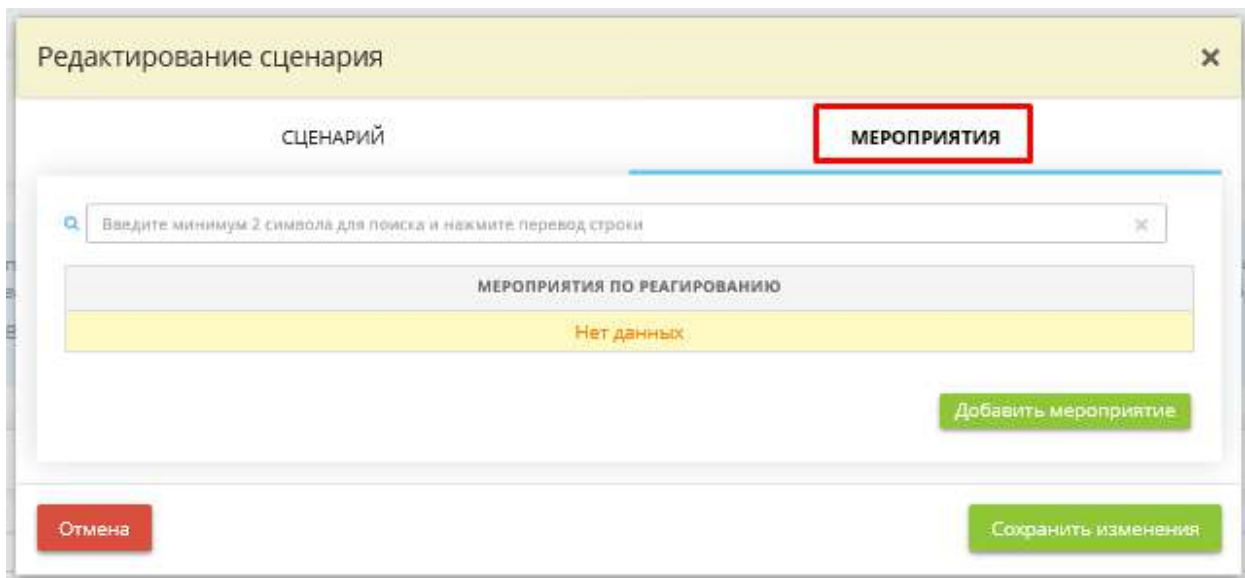 Редактирование сценария
СЦЕНАРИЙ
МЕРОПРИЯТИЯ
Введите минимум 2 символа для поиска и нажмите перевод строки
МЕРОПРИЯТИЯ ПО РЕАГИРОВАНИЮ
Нет данных
Добавить мероприятие
Отмена
Сохранить изменения